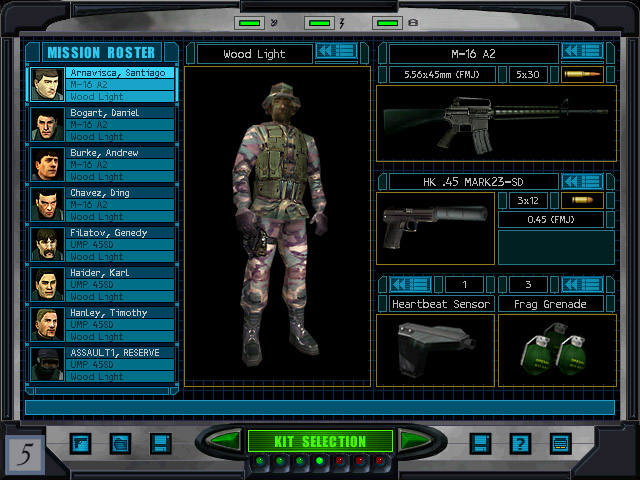 MISSION ROSTER
Arnavisca, Santiago
M-16 A2
Wood Light
Bogart, Daniel
M-16 A2
Wood Light
Burke, Andrew
M-16 A2
Wood Light
Chavez, Ding
M-16 A2
Wood Light
Filatov, Genedy
UMP 45SD
Wood Light
Haider, Karl
UMP 45SD
Wood Light
Hanley, Timothy
UMP 45SD
Wood Light
ASSAULT1, RESERVE
UMP 45SD
Wood Light
Wood Light
M-16 A2
5.56x45mm (FMJ)
5x30
HK .45 MARK23-SD
3x12
0.45 (FMJ)
1
Heartbeat Sensor
3
Frag Grenade
KIT SELECTION
5